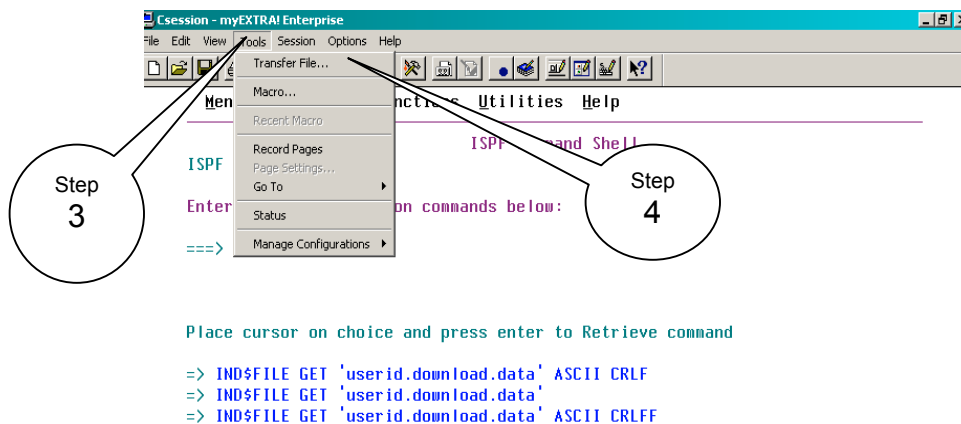 Csession - myEXTRA! Enterprise
File Edit View Tools Session Options Help
Transfer File...
Macro...
Recent Macro
Record Pages
Page Settings...
Go To
Status
Manage Configurations
Men Utilities Help
ISPF Shell
ISPF
Enter on commands below:
===>
Step
3
Step
4
Place cursor on choice and press enter to Retrieve command
=> IND$FILE GET 'userid.download.data' ASCII CRLF
=> IND$FILE GET 'userid.download.data'
=> IND$FILE GET 'userid.download.data' ASCII CRLFF